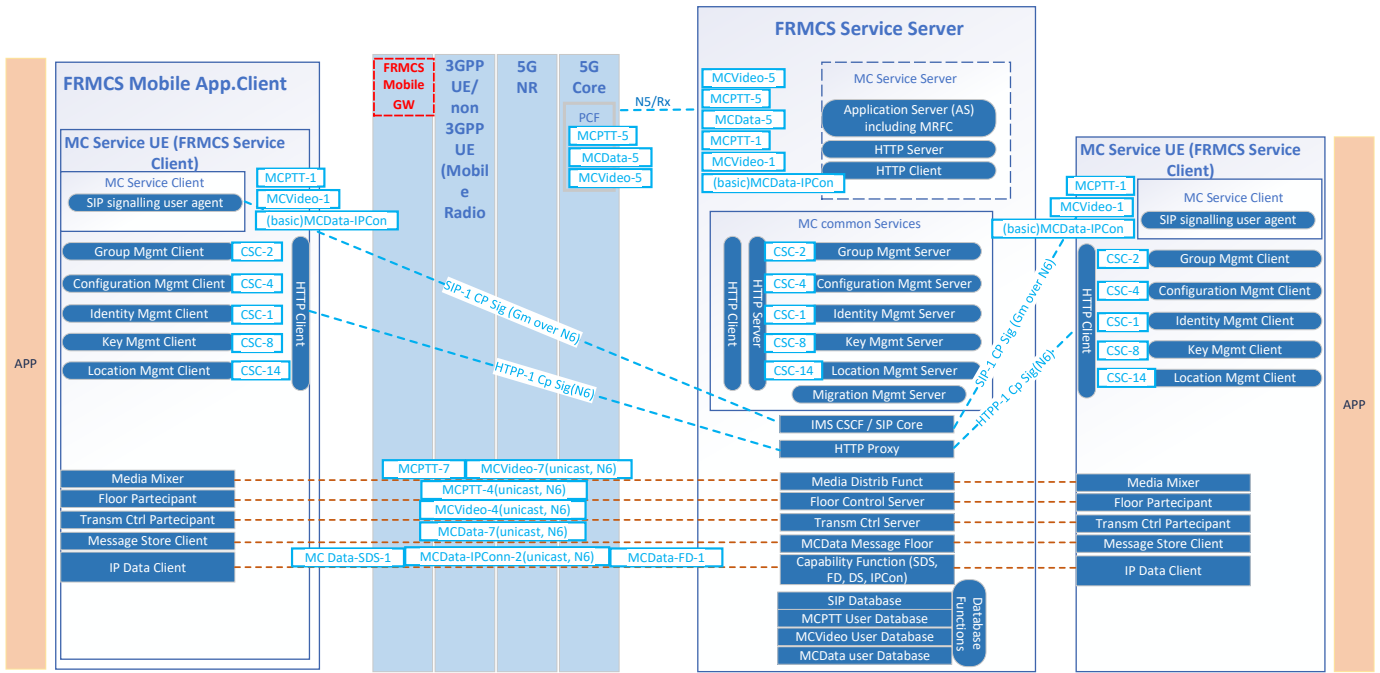 APP
FRMCS Mobile App.Client
MC Service UE (FRMCS Service
Client)
MC Service Client
SIP signalling user agent
MCPTT-1
MCVideo-1
(basic)MCData-IPCon
Group Mgmt Client
CSC-2
Configuration Mgmt Client
CSC-4
Identity Mgmt Client
CSC-1
Key Mgmt Client
CSC-8
Location Mgmt Client
CSC-14
HTTP Client
Media Mixer
Floor Partecipant
Transm Ctrl Partecipant
Message Store Client
IP Data Client
FRMCS
Mobile
GW
3GPP
UE/
non
3GPP
UE
(Mobil
e
Radio
5G
NR
5G
Core
PCF
MCPTT-5
MCData-5
MCVideo-5
N5/Rx
SIP-1 CP Sig (Gm over N6)
HTPP-1 Cp Sig(N6)
MCPTT-7
MCVideo-7(unicast, N6)
MCPTT-4(unicast, N6)
MCVideo-4(unicast, N6)
MCData-7(unicast, N6)
MC Data-SDS-1
MCData-IPConn-2(unicast, N6)
MCData-FD-1
FRMCS Service Server
MCVideo-5
MCPTT-5
MCData-5
MCPTT-1
MCVideo-1
(basic)MCData-IPCon
MC Service Server
Application Server (AS)
including MRFC
HTTP Server
HTTP Client
MC common Services
HTTP Client
HTTP Server
CSC-2
Group Mgmt Server
CSC-4
Configuration Mgmt Server
CSC-1
Identity Mgmt Server
CSC-8
Key Mgmt Server
CSC-14
Location Mgmt Server
Migration Mgmt Server
IMS CSCF / SIP Core
HTTP Proxy
Media Distrib Funct
Floor Control Server
Transm Ctrl Server
MCData Message Floor
Capability Function (SDS,
FD, DS, IPCon)
SIP Database
MCPTT User Database
MCVideo User Database
MCData user Database
Database
Functions
SIP-1 CP Sig (Gm over N6)
HTPP-1 Cp Sig(N6)
MC Service UE (FRMCS Service
Client)
MCPTT-1
MCVideo-1
(basic)MCData-IPCon
MC Service Client
SIP signalling user agent
HTTP Client
CSC-2
Group Mgmt Client
CSC-4
Configuration Mgmt Client
CSC-1
Identity Mgmt Client
CSC-8
Key Mgmt Client
CSC-14
Location Mgmt Client
Media Mixer
Floor Partecipant
Transm Ctrl Partecipant
Message Store Client
IP Data Client
APP